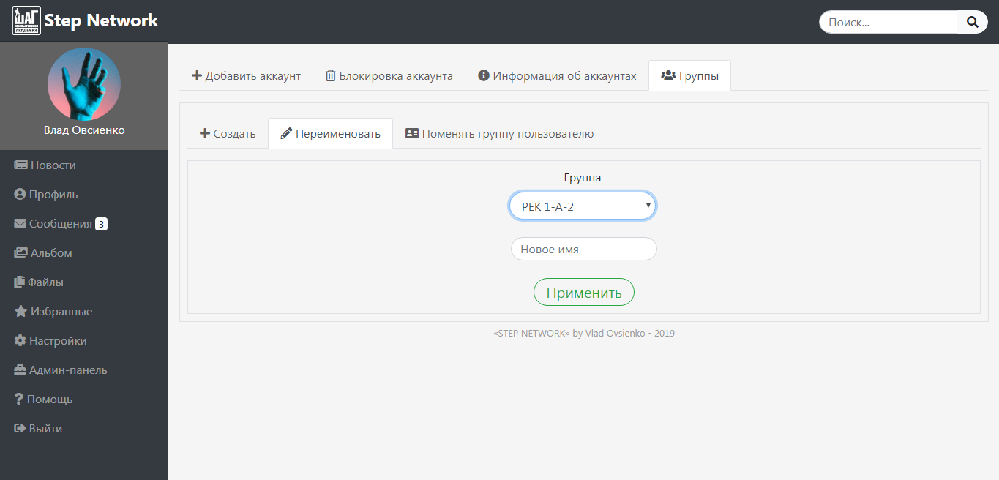 ШАГ
КОМПЬЮТЕРНАЯ
АКАДЕМИЯ
Step Network
Поиск...
Влад Овсиенко
Новости
Профиль
Сообщения 3
Альбом
Файлы
Избранные
Настройки
Админ-панель
Помощь
Выйти
Добавить аккаунт
Блокировка аккаунта
Информация об аккаунтах
Группы
Создать
Переименовать
Поменять группу пользователю
Группа
РЕК 1-А-2
Новое имя
Применить
«STEP NETWORK» by Vlad Ovsienko - 2019